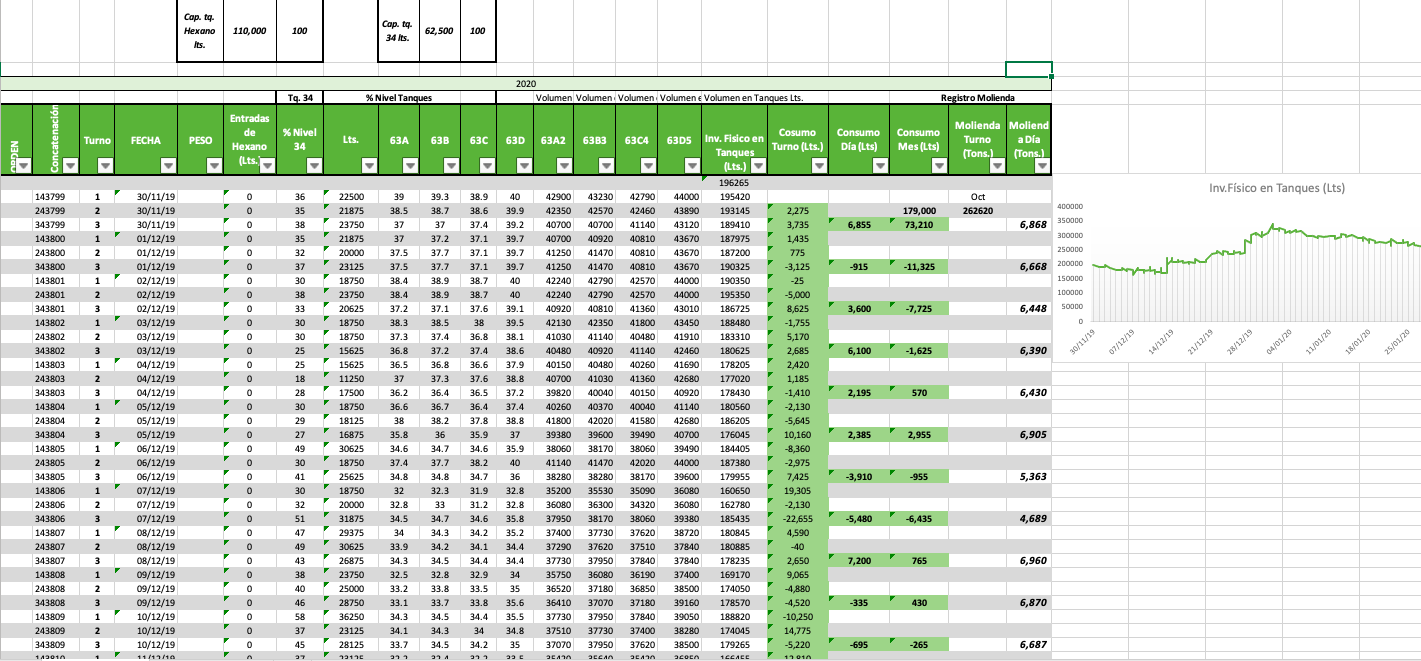 Cap. tq. Hexano lts. 110,000 100 Cap. tq. 34 lts. 62,500 100
2020
Tq. 34 % Nivel Tanques Volumen Volumen Volumen Volumen e Volumen en Tanques Lts. Registro Molienda
ORDEN Concatenación Turno FECHA PESO Entradas de Hexano (Lts.) % Nivel 34 Lts. 63A 63B 63C 63D 63A2 63B3 63C4 63D5 Inv. Fisico en Tanques (Lts.) Cosumo Turno (Lts.) Consumo Día (Lts) Consumo Mes (Lts) Molienda Turno (Tons.) Molienda Día (Tons.)
196265
143799 1 30/11/19 0 36 22500 39 39.3 38.9 40 42900 43230 42790 44000 195420 Oct
243799 2 30/11/19 0 35 21875 38.5 38.7 38.6 39.9 42350 42570 42460 43890 193145 2,275 179,000 262620
343799 3 30/11/19 0 38 23750 37 37 37.4 39.2 40700 40700 41140 43120 189410 3,735 6,855 73,210 6,868
143800 1 01/12/19 0 35 21875 37 37.2 37.1 39.7 40700 40920 40810 43670 187975 1,435
243800 2 01/12/19 0 32 20000 37.5 37.7 37.1 39.7 41250 41470 40810 43670 187200 775
343800 3 01/12/19 0 37 23125 37.5 37.7 37.1 39.7 41250 41470 40810 43670 190325 -3,125 -915 -11,325 6,668
143801 1 02/12/19 0 30 18750 38.4 38.9 38.7 40 42240 42790 42570 44000 190350 -25
243801 2 02/12/19 0 38 23750 38.4 38.9 38.7 40 42240 42790 42570 44000 195350 -5,000
343801 3 02/12/19 0 33 20625 37.2 37.1 37.6 39.1 40920 40810 41360 43010 186725 8,625 3,600 -7,725 6,448
143802 1 03/12/19 0 30 18750 38.3 38.5 38 39.5 42130 42350 41800 43450 188480 -1,755
243802 2 03/12/19 0 30 18750 37.3 37.4 36.8 38.1 41030 41140 40480 41910 183310 5,170
343802 3 03/12/19 0 25 15625 36.8 37.2 37.4 38.6 40480 40920 41140 42460 180625 2,685 6,100 -1,625 6,390
143803 1 04/12/19 0 25 15625 36.5 36.8 36.6 37.9 40150 40480 40260 41690 178205 2,420
243803 2 04/12/19 0 18 11250 37 37.3 37.6 38.8 40700 41030 41360 42680 177020 1,185
343803 3 04/12/19 0 28 17500 36.2 36.4 36.5 37.2 39820 40040 40150 40920 178430 -1,410 2,195 570 6,430
143804 1 05/12/19 0 30 18750 36.6 36.7 36.4 37.4 40260 40370 40040 41140 180560 -2,130
243804 2 05/12/19 0 29 18125 38 38.2 37.8 38.8 41800 42020 41580 42680 186205 -5,645
343804 3 05/12/19 0 27 16875 35.8 36 35.9 37 39380 39600 39490 40700 176045 10,160 2,385 2,955 6,905
143805 1 06/12/19 0 49 30625 34.6 34.7 34.6 35.9 38060 38170 38060 39490 184405 -8,360
243805 2 06/12/19 0 30 18750 37.4 37.7 38.2 40 41140 41470 42020 44000 187380 -2,975
343805 3 06/12/19 0 41 25625 34.8 34.8 34.7 36 38280 38280 38170 39600 179955 7,425 -3,910 -955 5,363
143806 1 07/12/19 0 30 18750 32 32.3 31.9 32.8 35200 35530 35090 36080 160650 19,305
243806 2 07/12/19 0 32 20000 32.8 33 31.2 32.8 36080 36300 34320 36080 162780 -2,130
343806 3 07/12/19 0 51 31875 34.5 34.7 34.6 35.8 37950 38170 38060 39380 185435 -22,655 -5,480 -6,435 4,689
143807 1 08/12/19 0 47 29375 34 34.3 34.2 35.2 37400 37730 37620 38720 180845 4,590
243807 2 08/12/19 0 49 30625 33.9 34.2 34.1 34.4 37290 37620 37510 37840 180885 -40
343807 3 08/12/19 0 43 26875 34.3 34.5 34.4 34.4 37730 37950 37840 37840 178235 2,650 7,200 765 6,960
143808 1 09/12/19 0 38 23750 32.5 32.8 32.9 34 35750 36080 36190 37400 169170 9,065
243808 2 09/12/19 0 40 25000 33.2 33.8 33.5 35 36520 37180 36850 38500 174050 -4,880
343808 3 09/12/19 0 46 28750 33.1 33.7 33.8 35.6 36410 37070 37180 39160 178570 -4,520 -335 430 6,870
143809 1 10/12/19 0 58 36250 34.3 34.5 34.4 35.5 37730 37950 37840 39050 188820 -10,250
243809 2 10/12/19 0 37 23125 34.1 34.3 34 34.8 37510 37730 37400 38280 174045 14,775
343809 3 10/12/19 0 45 28125 33.7 34.5 34.2 35 37070 37950 37620 38500 179265 -5,220 -695 -265 6,687
143810 1 11/12/19 0 37 23125 32.2 32.4 32.2 33.5 35420 35640 35420 36850 166455 12,810
Inv.Físico en Tanques (Lts)
400000
350000
300000
250000
200000
150000
100000
50000
0
30/11/19 07/12/19 14/12/19 21/12/19 28/12/19 04/01/20 11/01/20 18/01/20 25/01/20